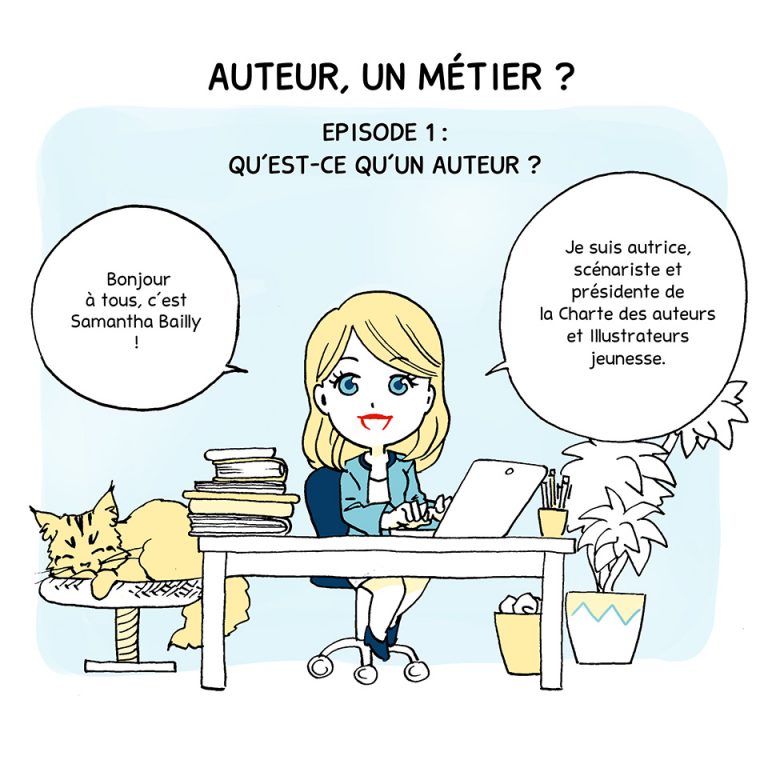 AUTEUR, UN MÉTIER ?
EPISODE 1 :
QU'EST-CE QU'UN AUTEUR ?
Bonjour
à tous, c'est
Samantha Bailly
!
Je suis autrice,
scénariste et
présidente de
la Charte des auteurs
et Illustrateurs
jeunesse.